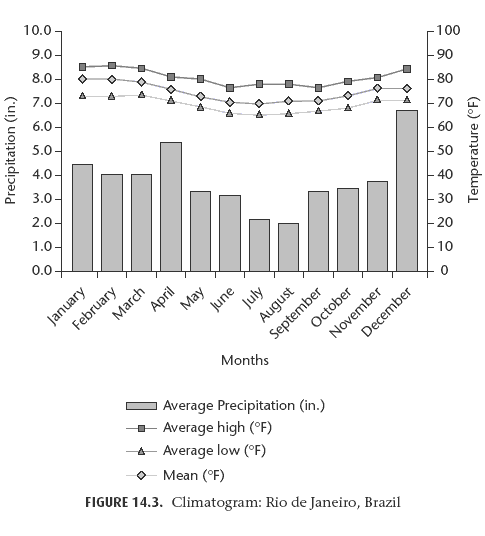 10.0
9.0
8.0
7.0
6.0
5.0
4.0
3.0
2.0
1.0
0.0
Precipitation (in.)
100
90
80
70
60
50
40
30
20
10
0
Temperature (°F)
January
February
March
April
May
June
July
August
September
October
November
December
Months
Average Precipitation (in.)
Average high (°F)
Average low (°F)
Mean (°F)
FIGURE 14.3. Climatogram: Rio de Janeiro, Brazil